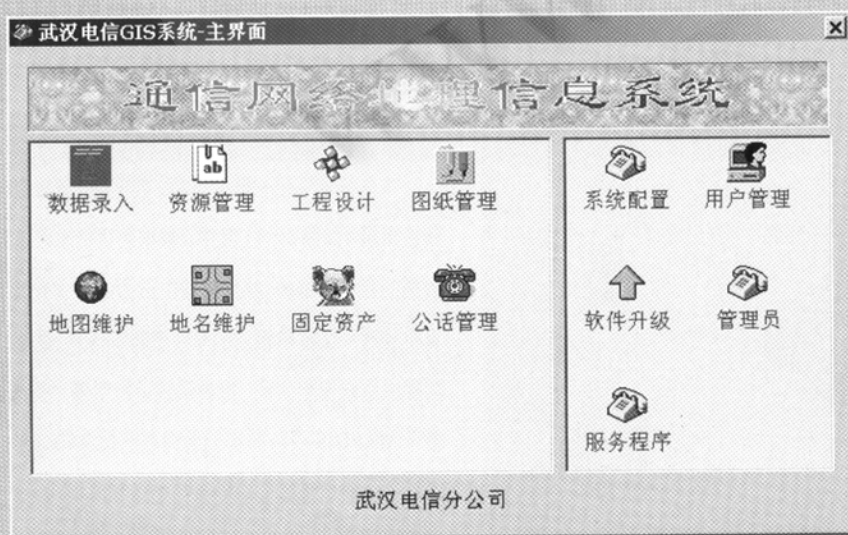 武汉电信GIS系统-主界面
通信网络地理信息系统
数据录入 资源管理 工程设计 图纸管理
地图维护 地名维护 固定资产 公话管理
系统配置 用户管理
软件升级 管理员
服务程序
武汉电信分公司